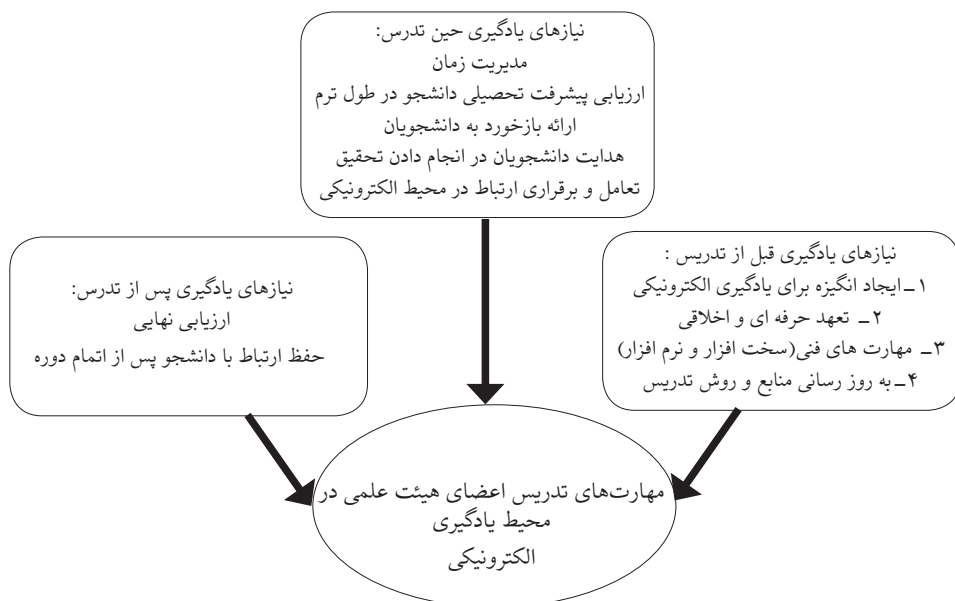 نیازهای یادگیری حین تدرس:
مدیریت زمان
ارزیابی پیشرفت تحصیلی دانشجو در طول ترم
ارائه بازخورد به دانشجویان
هدایت دانشجویان در انجام دادن تحقیق
تعامل و برقراری ارتباط در محیط الکترونیکی
نیازهای یادگیری قبل از تدریس :
۱ـ ایجاد انگیزه برای یادگیری الکترونیکی
۲ـ تعهد حرفه ای و اخلاقی
۳ـ مهارت های فنی(سخت افزار و نرم افزار)
۴ـ به روز رسانی منابع و روش تدریس
نیازهای یادگیری پس از تدرس:
ارزیابی نهایی
حفظ ارتباط با دانشجو پس از اتمام دوره
مهارت‌های تدریس اعضای هیئت علمی در
محیط یادگیری
الکترونیکی